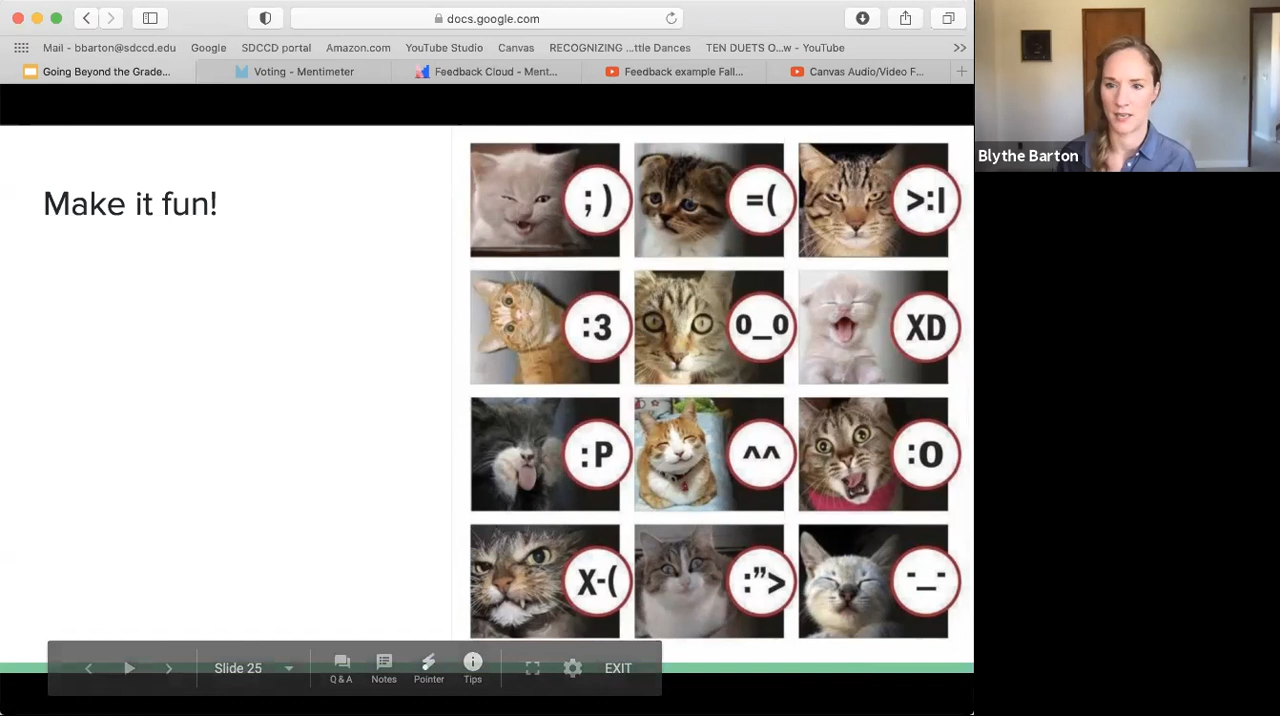 docs.google.com
Mail - bbarton@sdccd.edu Google SDCCD portal Amazon.com YouTube Studio Canvas RECOGNIZING ...ttle Dances TEN DUETS O...w - YouTube >>
Going Beyond the Grade... Voting - Mentimeter Feedback Cloud - Ment... Feedback example Fall... Canvas Audio/Video F... +
Blythe Barton
Make it fun!
; ) =( >:I
:3 0_0 XD
:P ^^ :O
X-( :”> -_-
Slide 25 EXIT
Q & A Notes Pointer Tips